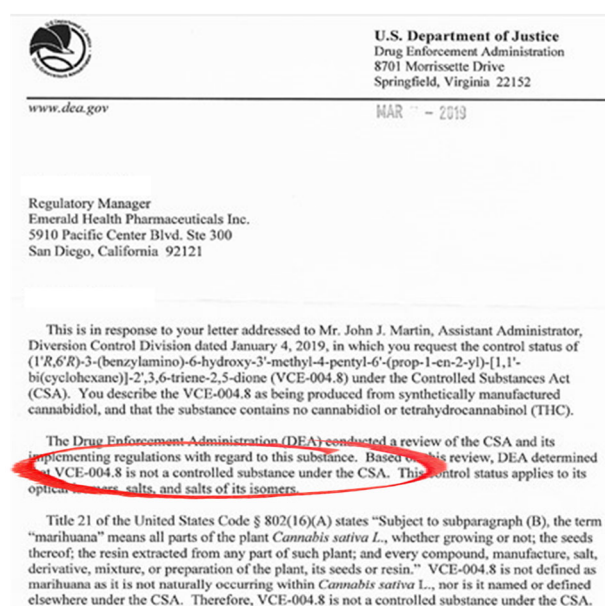 U.S. Department of Justice
Drug Enforcement Administration
8701 Morrissette Drive
Springfield, Virginia 22152
www.dea.gov
MAR - 2019
Regulatory Manager
Emerald Health Pharmaceuticals Inc.
5910 Pacific Center Blvd. Ste 300
San Diego, California 92121
This is in response to your letter addressed to Mr. John J. Martin, Assistant Administrator,
Diversion Control Division dated January 4, 2019, in which you request the control status of
(1'R,6'R)-3-(benzylamino)-6-hydroxy-3'-methyl-4-pentyl-6'-(prop-1-en-2-yl)-[1,1'-
bi(cyclohexane)]-2',3,6-triene-2,5-dione (VCE-004.8) under the Controlled Substances Act
(CSA). You describe the VCE-004.8 as being produced from synthetically manufactured
cannabidiol, and that the substance contains no cannabidiol or tetrahydrocannabinol (THC).
The Drug Enforcement Administration (DEA) conducted a review of the CSA and its
implementing regulations with regard to this substance. Based on this review, DEA determined
VCE-004.8 is not a controlled substance under the CSA. This control status applies to its
optical isomers, salts, and salts of its isomers.
Title 21 of the United States Code § 802(16)(A) states “Subject to subparagraph (B), the term
“marihuana” means all parts of the plant Cannabis sativa L., whether growing or not; the seeds
thereof; the resin extracted from any part of such plant; and every compound, manufacture, salt,
derivative, mixture, or preparation of the plant, its seeds or resin.” VCE-004.8 is not defined as
marihuana as it is not naturally occurring within Cannabis sativa L., nor is it named or defined
elsewhere under the CSA. Therefore, VCE-004.8 is not a controlled substance under the CSA.